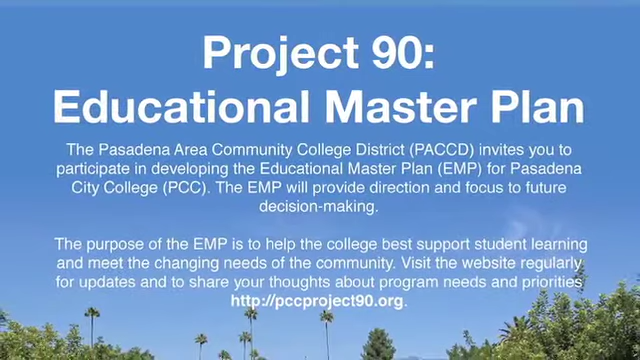 Project 90:
Educational Master Plan
The Pasadena Area Community College District (PACCD) invites you to
participate in developing the Educational Master Plan (EMP) for Pasadena
City College (PCC). The EMP will provide direction and focus to future
decision-making.
The purpose of the EMP is to help the college best support student learning
and meet the changing needs of the community. Visit the website regularly
for updates and to share your thoughts about program needs and priorities
http://pccproject90.org.